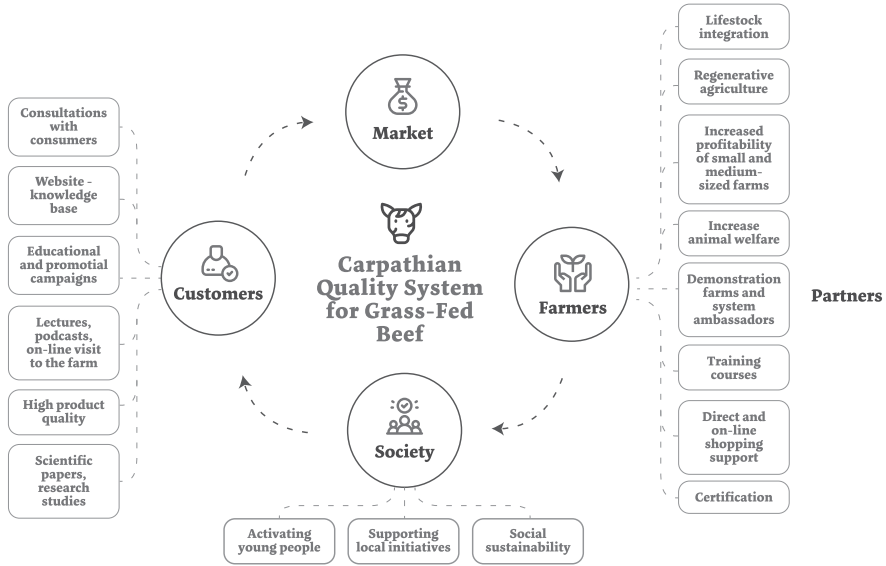 Market
Carpathian
Quality System
for Grass-Fed
Beef
Customers
Farmers
Society
Consultations
with
consumers
Website -
knowledge
base
Educational
and promotial
campaigns
Lectures,
podcasts,
on-line visit
to the farm
High product
quality
Scientific
papers,
research
studies
Activating
young people
Supporting
local initiatives
Social
sustainability
Lifestock
integration
Regenerative
agriculture
Increased
profitability
of small and
medium-
sized farms
Increase
animal welfare
Demonstration
farms and
system
ambassadors
Training
courses
Direct and
on-line
shopping
support
Certification
Partners